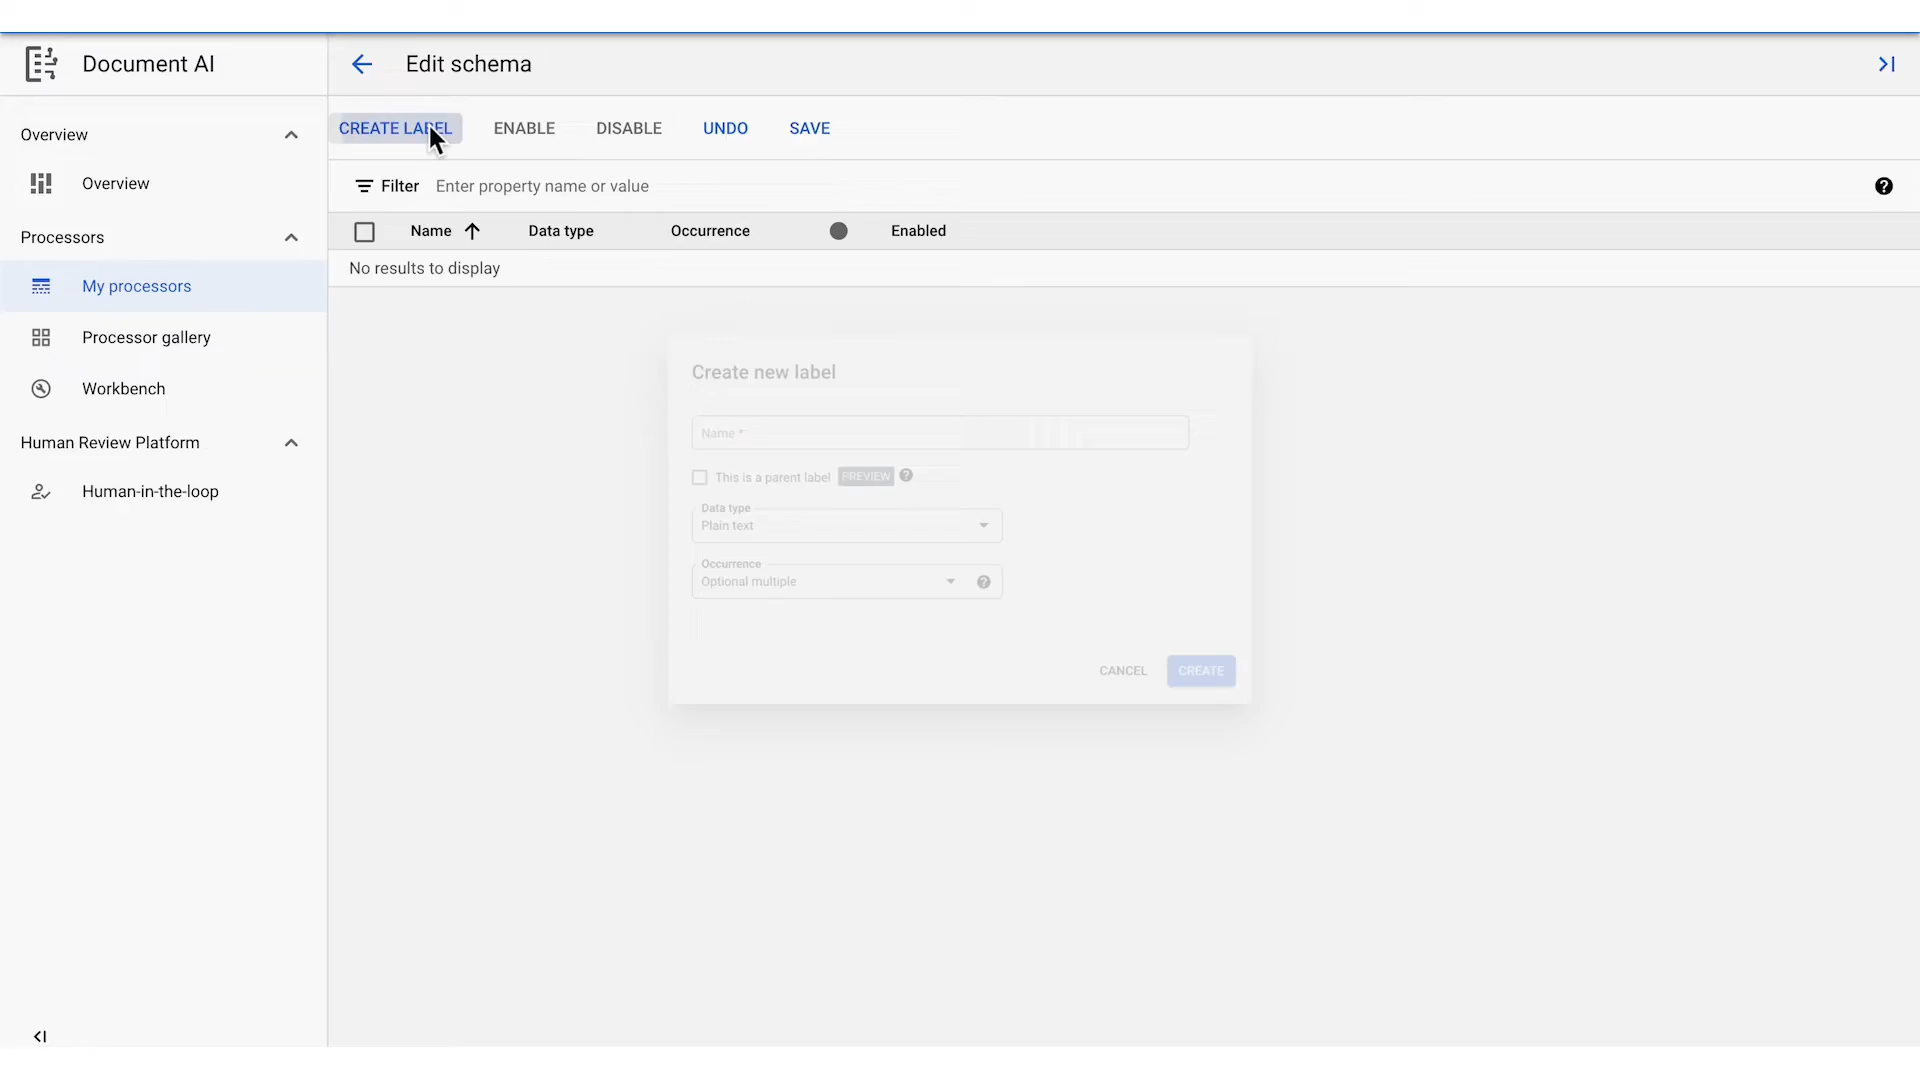 Document AI
Edit schema
Overview
CREATE LABEL
ENABLE
DISABLE
UNDO
SAVE
Overview
Filter
Enter property name or value
Processors
Name
Data type
Occurrence
Enabled
No results to display
My processors
Processor gallery
Workbench
Human Review Platform
Human-in-the-loop
Create new label
Name *
This is a parent label
PREVIEW
Data type
Plain text
Occurrence
Optional multiple
CANCEL
CREATE